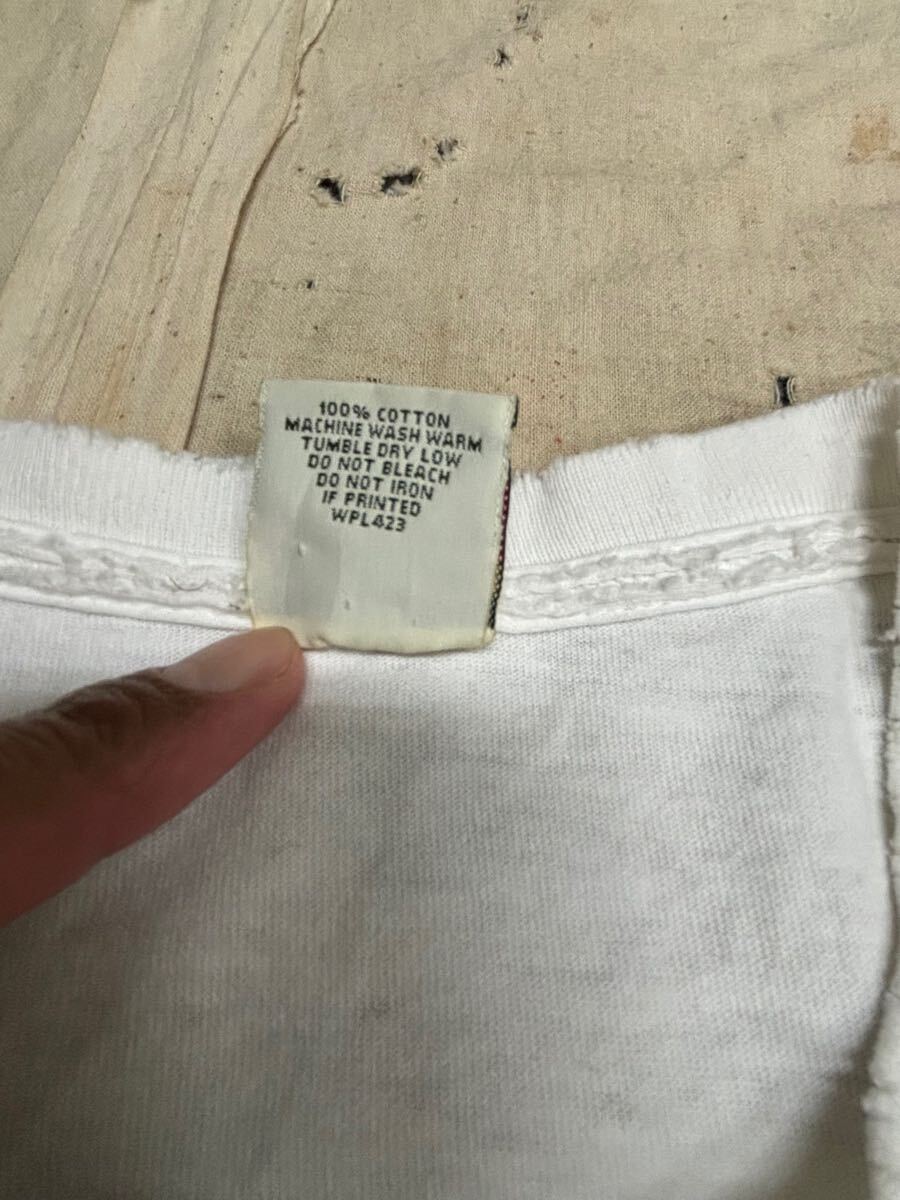 100% COTTON
MACHINE WASH WARM
TUMBLE DRY LOW
DO NOT BLEACH
DO NOT IRON
IF PRINTED
WPL423